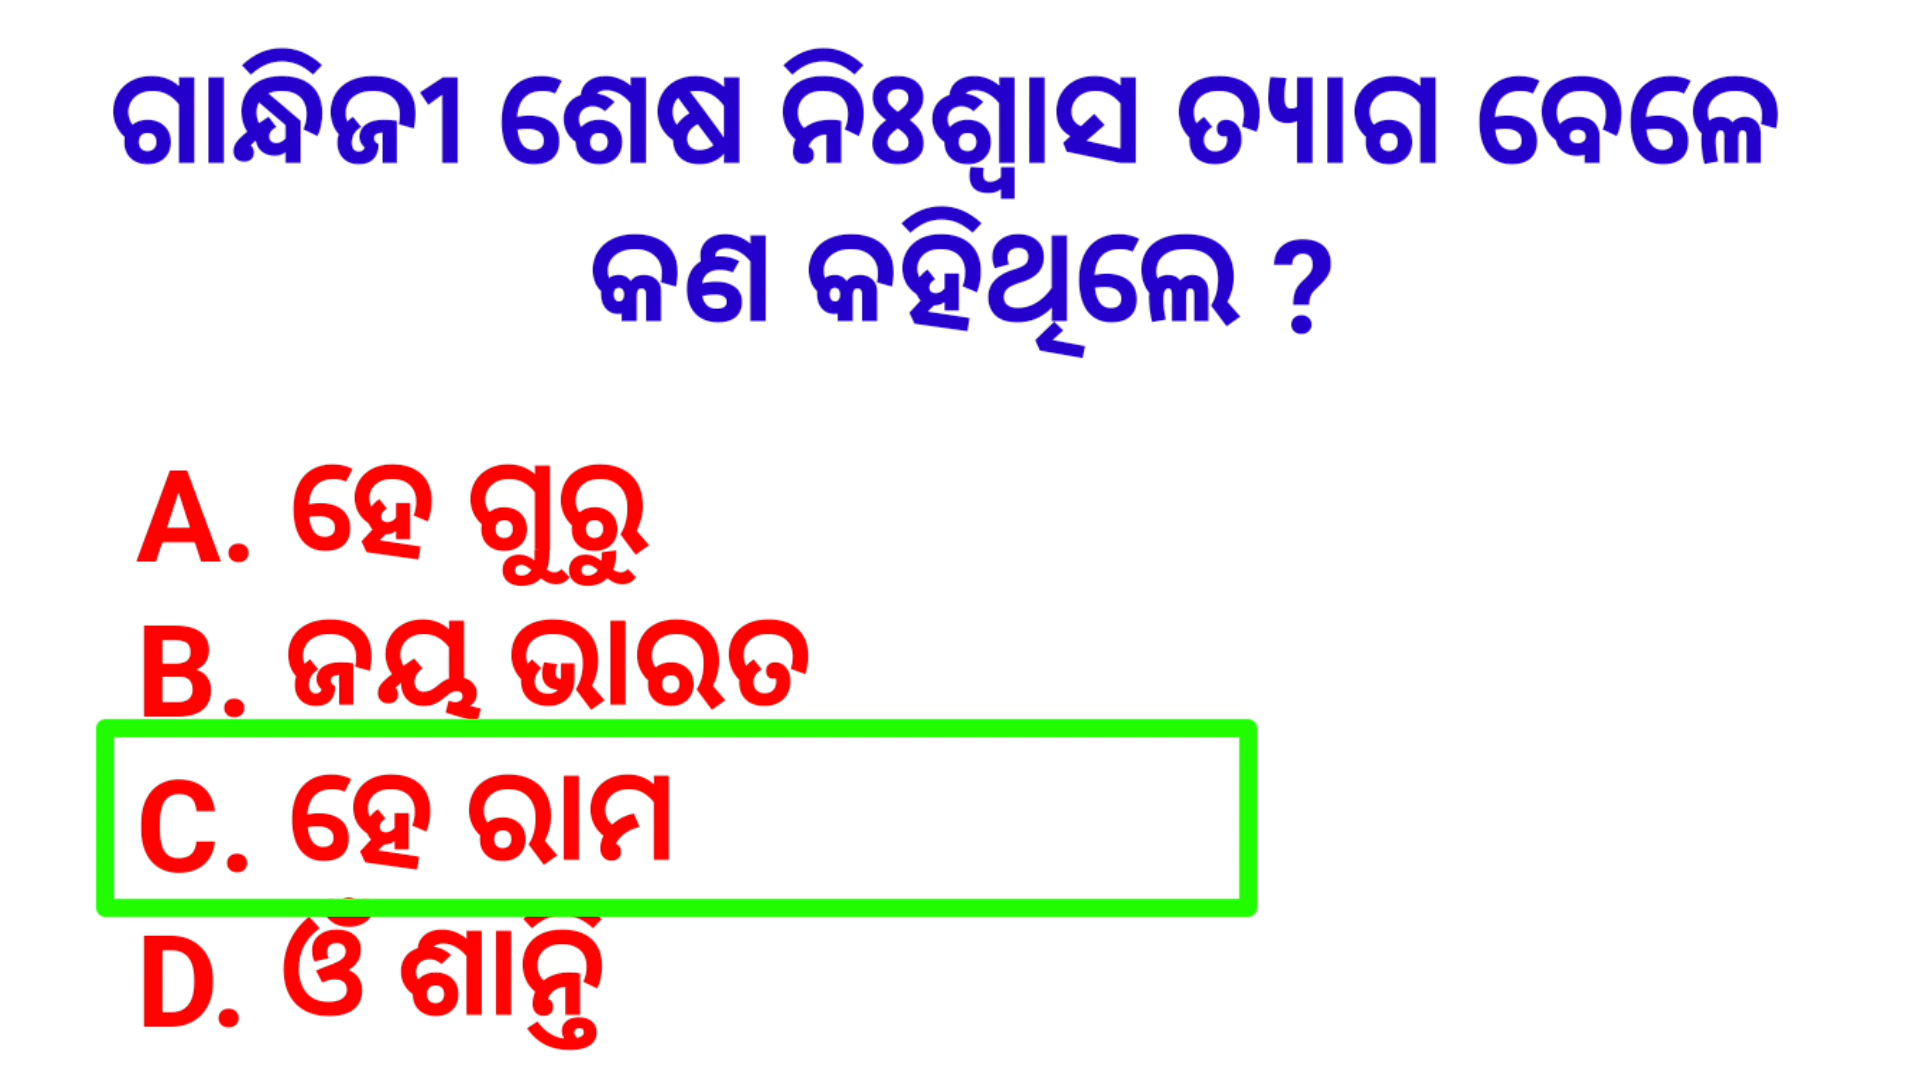 ଗାନ୍ଧିଜୀ ଶେଷ ନିଃଶ୍ୱାସ ତ୍ୟାଗ ବେଳେ
କଣ କହିଥିଲେ ?
A. ହେ ଗୁରୁ
B. ଜୟ ଭାରତ
C. ହେ ରାମ
D. ଓଁ ଶାନ୍ତି